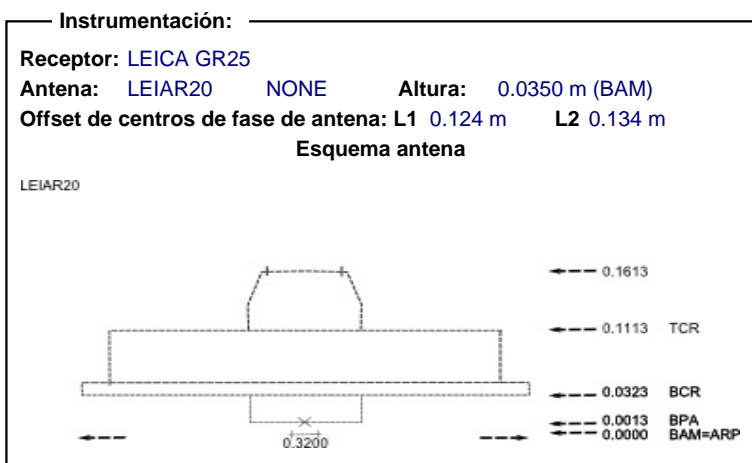 Instrumentación:
Receptor: LEICA GR25
Antena: LEIAR20 NONE Altura: 0.0350 m (BAM)
Offset de centros de fase de antena: L1 0.124 m L2 0.134 m
Esquema antena
LEIAR20
0.1613
0.1113 TCR
0.0323 BCR
0.0013 BPA
0.0000 BAM=ARP
0.3200